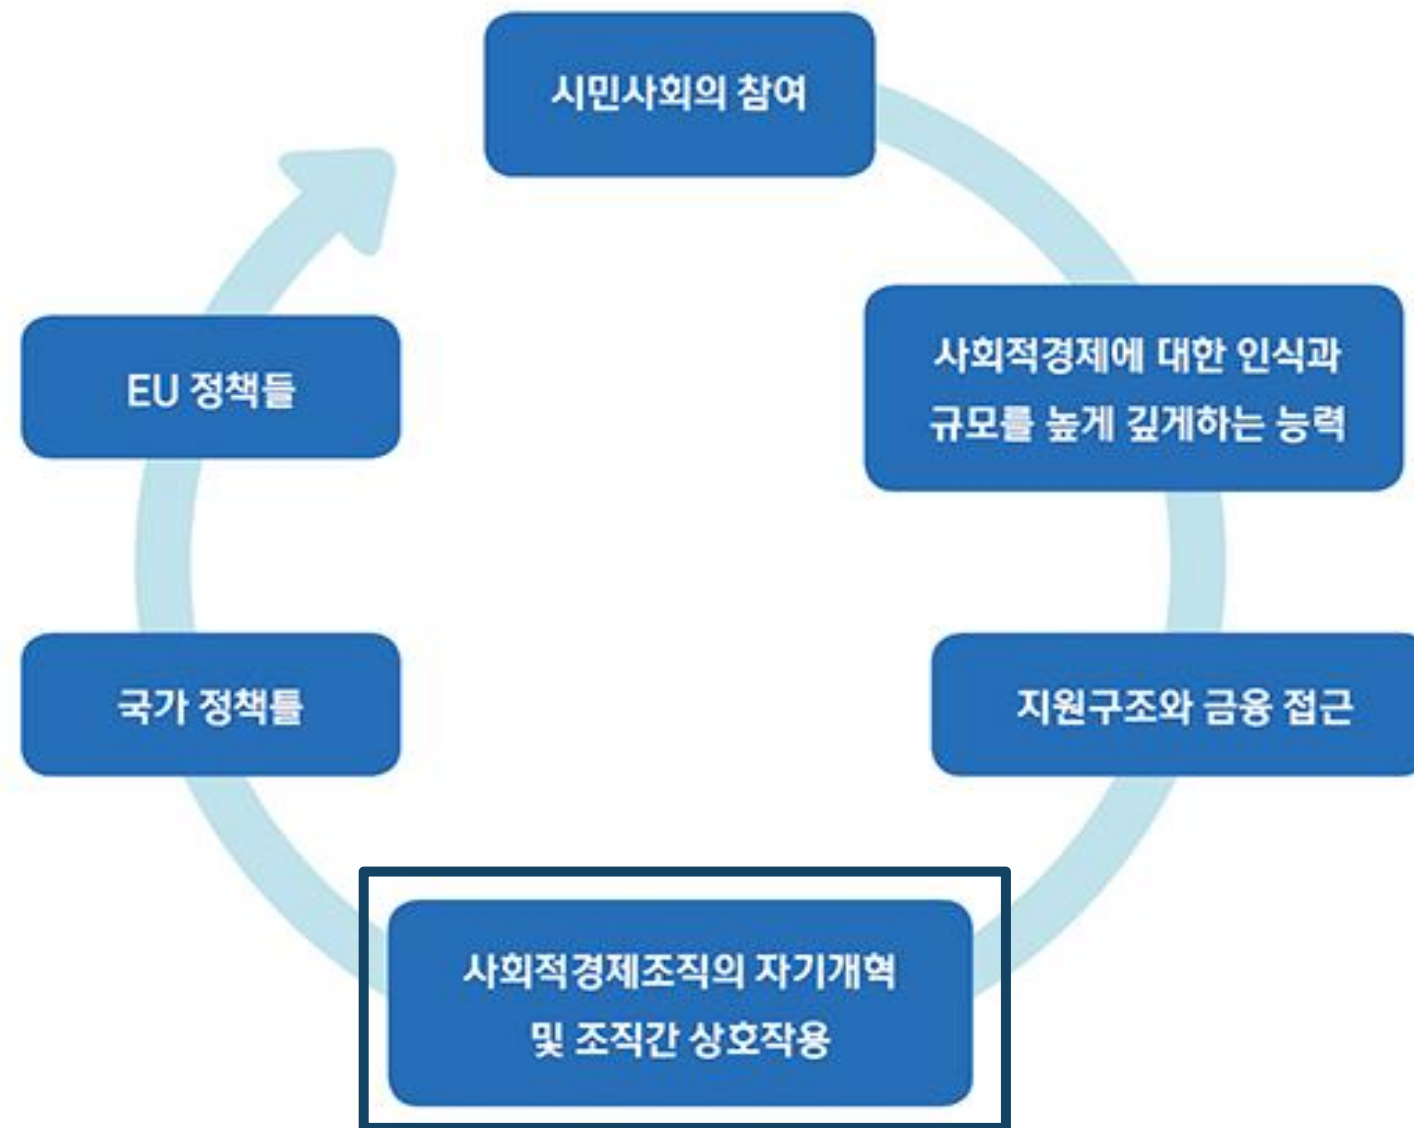 시민사회의 참여
사회적경제에 대한 인식과
규모를 높게 깊게하는 능력
지원구조와 금융 접근
사회적경제조직의 자기개혁
및 조직간 상호작용
국가 정책틀
EU 정책들